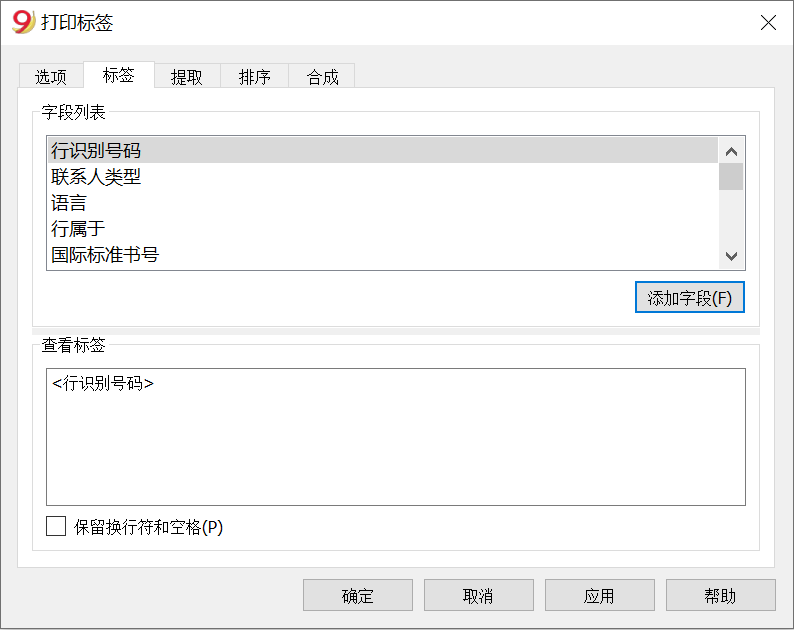 打印标签
选项 标签 提取 排序 合成
字段列表
行识别号码
联系人类型
语言
行属于
国际标准书号
添加字段(F)
查看标签
<行识别号码>
保留换行符和空格(P)
确定 取消 应用 帮助